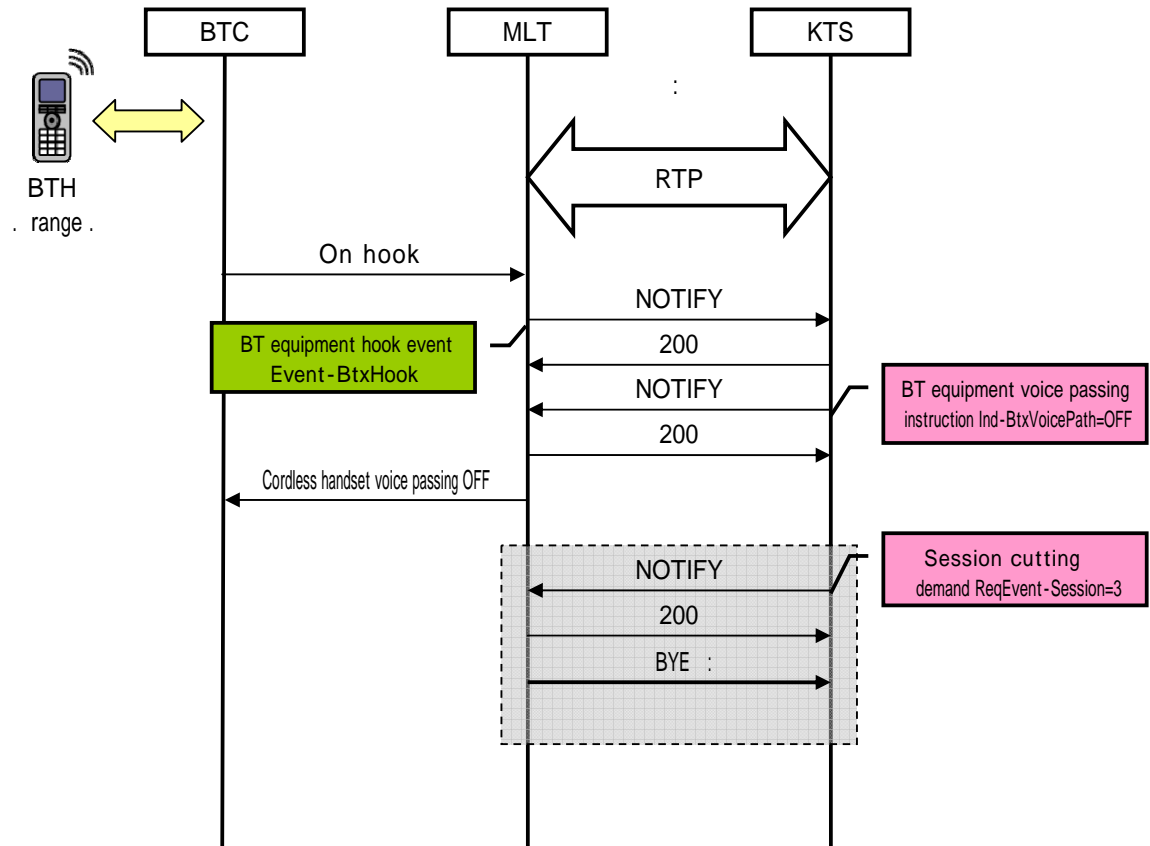 BTC
MLT
KTS
:
RTP
BTH
. range .
On hook
NOTIFY
BT equipment hook event
Event-BtxHook
200
NOTIFY
BT equipment voice passing
instruction Ind-BtxVoicePath=OFF
200
Cordless handset voice passing OFF
NOTIFY
Session cutting
demand ReqEvent-Session=3
200
BYE :